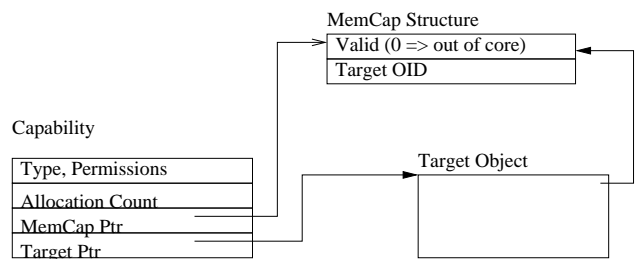 MemCap Structure
Valid (0 => out of core)
Target OID
Capability
Type, Permissions
Allocation Count
MemCap Ptr
Target Ptr
Target Object